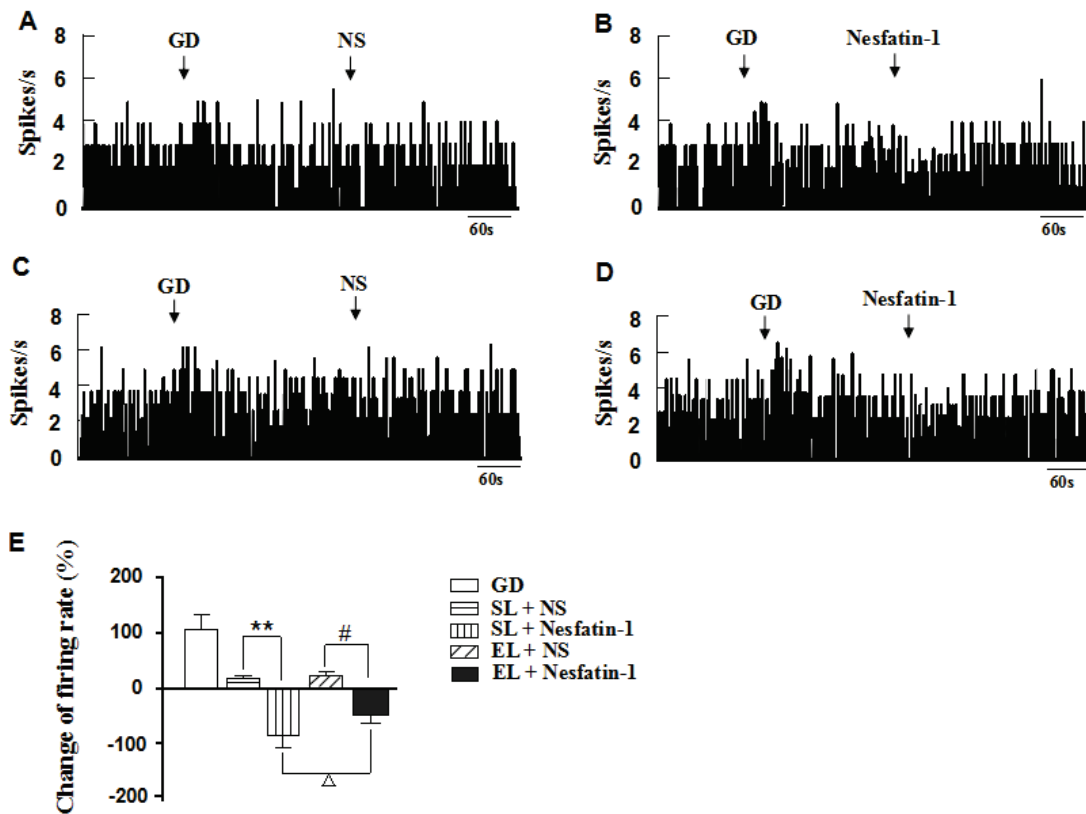 A
GD
NS
Spikes/s
8
6
4
2
0
60s
B
GD
Nesfatin-1
Spikes/s
8
6
4
2
0
60s
C
GD
NS
Spikes/s
8
6
4
2
0
60s
D
GD
Nesfatin-1
Spikes/s
8
6
4
2
0
60s
E
Change of firing rate (%)
200
100
0
-100
-200
**
#
△
GD
SL + NS
SL + Nesfatin-1
EL + NS
EL + Nesfatin-1